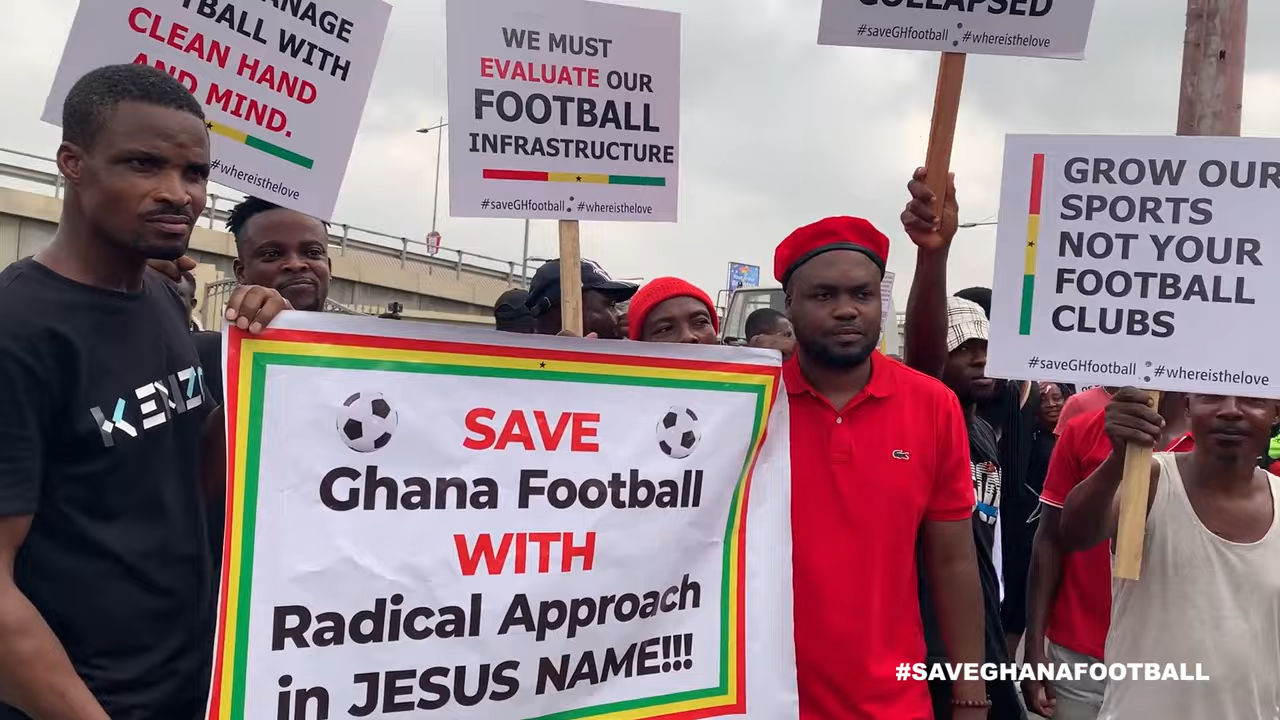 TBALL WITH
CLEAN HAND
AND MIND.
#whereisthelove
WE MUST
EVALUATE OUR
FOOTBALL
INFRASTRUCTURE
#saveGHfootball : #whereisthelove
COLLAPSED
#saveGHfootball : #whereisthelove
GROW OUR
SPORTS
NOT YOUR
FOOTBALL
CLUBS
#saveGHfootball : #whereisthelove
KENZO
SAVE
Ghana Football
WITH
Radical Approach
in JESUS NAME!!!
#SAVEGHANAFOOTBALL